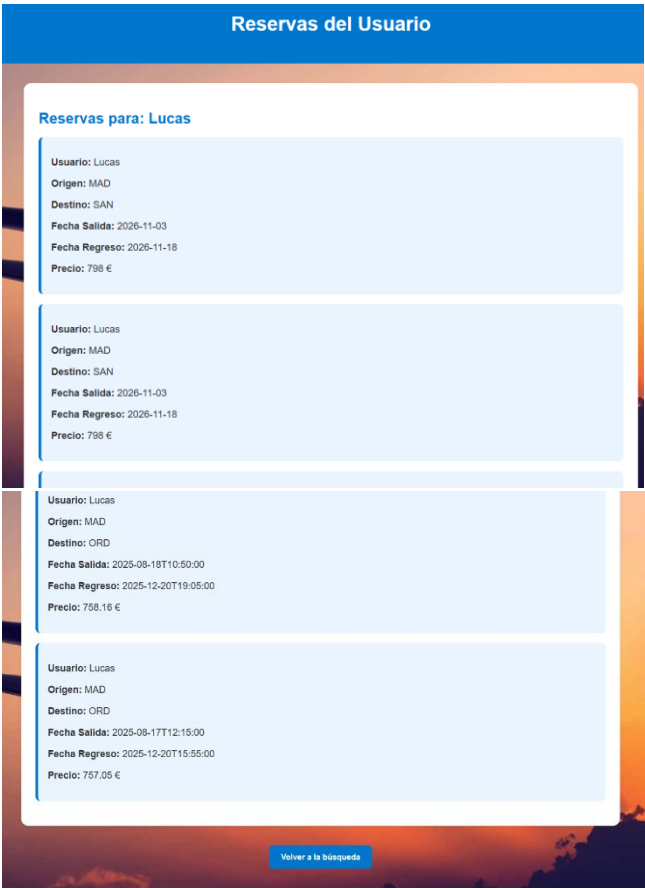 Reservas del Usuario
Reservas para: Lucas
Usuario: Lucas
Origen: MAD
Destino: SAN
Fecha Salida: 2026-11-03
Fecha Regreso: 2026-11-18
Precio: 798 €
Usuario: Lucas
Origen: MAD
Destino: SAN
Fecha Salida: 2026-11-03
Fecha Regreso: 2026-11-18
Precio: 798 €
Usuario: Lucas
Origen: MAD
Destino: ORD
Fecha Salida: 2025-08-18T10:50:00
Fecha Regreso: 2025-12-20T19:05:00
Precio: 758.16 €
Usuario: Lucas
Origen: MAD
Destino: ORD
Fecha Salida: 2025-08-17T12:15:00
Fecha Regreso: 2025-12-20T15:55:00
Precio: 757.05 €
Volver a la búsqueda